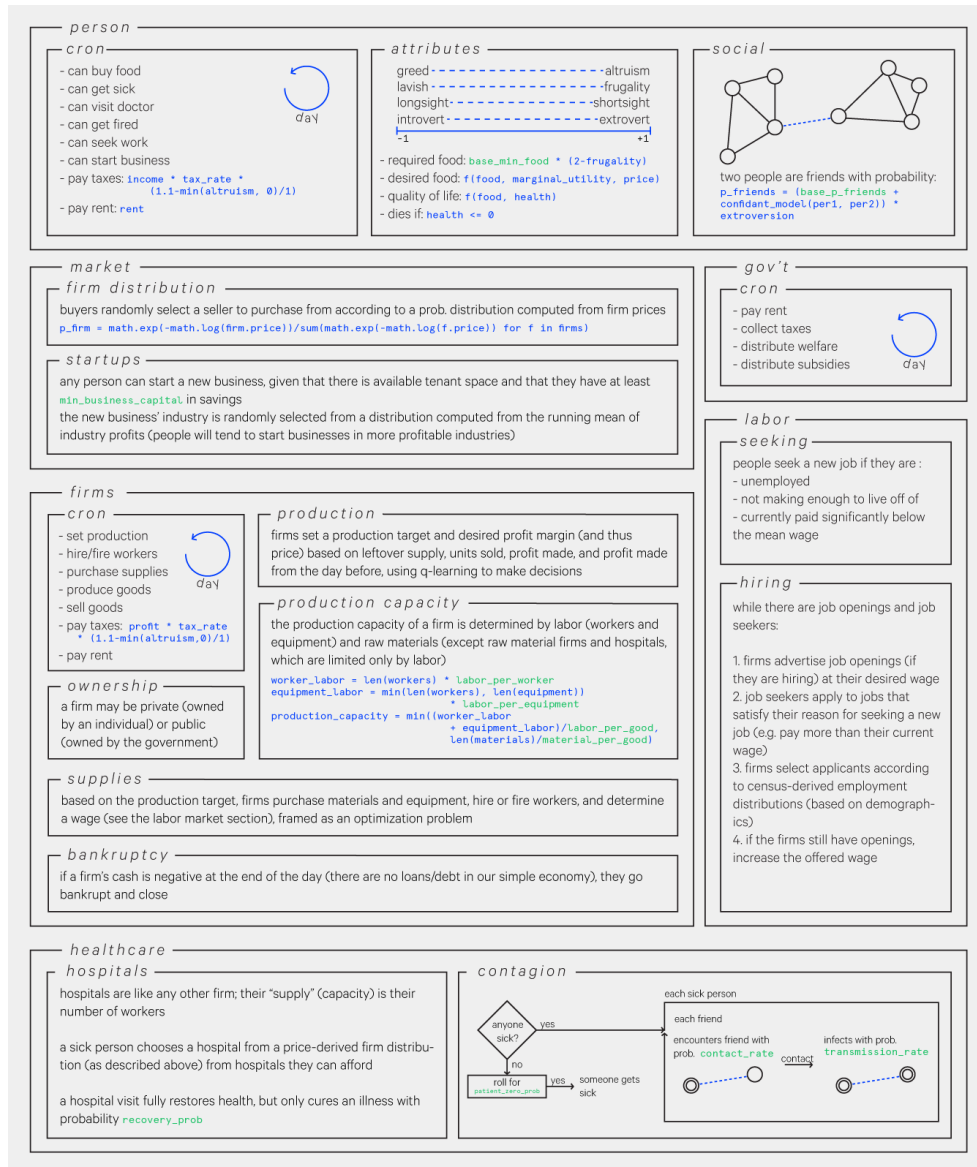 person
cron
- can buy food
- can get sick
- can visit doctor
- can get fired
- can seek work
- can start business
- pay taxes: income * tax_rate *
(1.1-min(altruism, 0)/1)
- pay rent: rent
day
attributes
greed altruism
lavish frugality
longsight shortsight
introvert extrovert
-1 +1
- required food: base_min_food * (2-frugality)
- desired food: f(food, marginal_utility, price)
- quality of life: f(food, health)
- dies if: health <= 0
social
two people are friends with probability:
p_friends = (base_p_friends +
confidant_model(per1, per2)) *
extroversion
market
firm distribution
buyers randomly select a seller to purchase from according to a prob. distribution computed from firm prices
p_firm = math.exp(-math.log(firm.price))/sum(math.exp(-math.log(f.price)) for f in firms)
startups
any person can start a new business, given that there is available tenant space and that they have at least
min_business_capital in savings
the new business' industry is randomly selected from a distribution computed from the running mean of
industry profits (people will tend to start businesses in more profitable industries)
gov't
cron
- pay rent
- collect taxes
- distribute welfare
- distribute subsidies
day
labor
seeking
people seek a new job if they are :
- unemployed
- not making enough to live off of
- currently paid significantly below
the mean wage
hiring
while there are job openings and job
seekers:
1. firms advertise job openings (if
they are hiring) at their desired wage
2. job seekers apply to jobs that
satisfy their reason for seeking a new
job (e.g. pay more than their current
wage)
3. firms select applicants according
to census-derived employment
distributions (based on demograph-
ics)
4. if the firms still have openings,
increase the offered wage
firms
cron
- set production
- hire/fire workers
- purchase supplies
- produce goods
- sell goods
- pay taxes: profit * tax_rate
* (1.1-min(altruism,0)/1)
- pay rent
day
ownership
a firm may be private (owned
by an individual) or public
(owned by the government)
production
firms set a production target and desired profit margin (and thus
price) based on leftover supply, units sold, profit made, and profit made
from the day before, using q-learning to make decisions
production capacity
the production capacity of a firm is determined by labor (workers and
equipment) and raw materials (except raw material firms and hospitals,
which are limited only by labor)
worker_labor = len(workers) * labor_per_worker
equipment_labor = min(len(workers), len(equipment))
* labor_per_equipment
production_capacity = min((worker_labor
+ equipment_labor)/labor_per_good,
len(materials)/material_per_good)
supplies
based on the production target, firms purchase materials and equipment, hire or fire workers, and determine
a wage (see the labor market section), framed as an optimization problem
bankruptcy
if a firm's cash is negative at the end of the day (there are no loans/debt in our simple economy), they go
bankrupt and close
healthcare
hospitals
hospitals are like any other firm; their "supply" (capacity) is their
number of workers
a sick person chooses a hospital from a price-derived firm distribu-
tion (as described above) from hospitals they can afford
a hospital visit fully restores health, but only cures an illness with
probability recovery_prob
contagion
anyone
sick?
yes
no
roll for
patient_zero_prob
yes
someone gets
sick
each sick person
each friend
encounters friend with
prob. contact_rate
contact
infects with prob.
transmission_rate